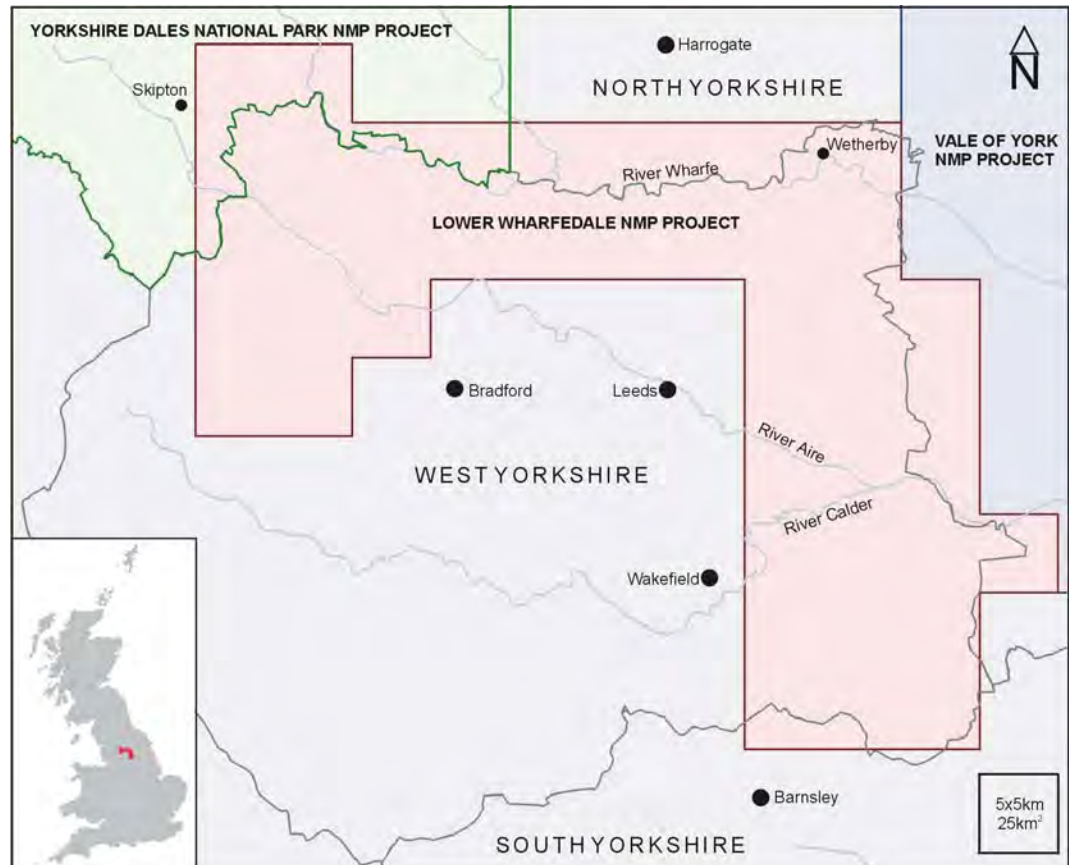 YORKSHIRE DALES NATIONAL PARK NMP PROJECT
Harrogate
N
Skipton
NORTH YORKSHIRE
VALE OF YORK
NMP PROJECT
Wetherby
River Wharfe
LOWER WHARFEDALE NMP PROJECT
Bradford
Leeds
River Aire
WEST YORKSHIRE
River Calder
Wakefield
Barnsley
5x5km
25km²
SOUTH YORKSHIRE